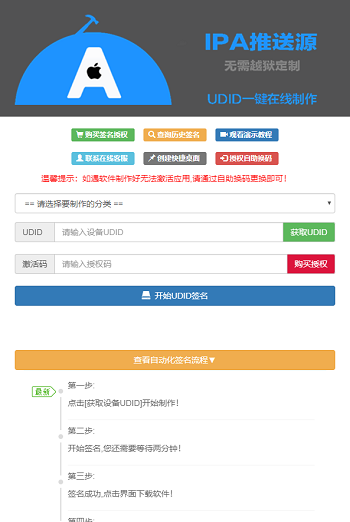 IPA推送源
无需越狱定制
UDID一键在线制作
A
购买签名授权
查询历史签名
观看演示教程
联系在线客服
创建快捷桌面
授权自助换码
温馨提示：如遇软件制作好无法激活应用,请通过自助换码更换即可!
== 请选择要制作的分类 ==
UDID 请输入设备UDID 获取UDID
激活码 请输入授权码 购买授权
开始UDID签名
查看自动化签名流程▼
最新
第一步:
点击[获取设备UDID]开始制作!
第二步:
开始签名,您还需要等待两分钟!
第三步:
签名成功,点击界面下载软件!
第四步: